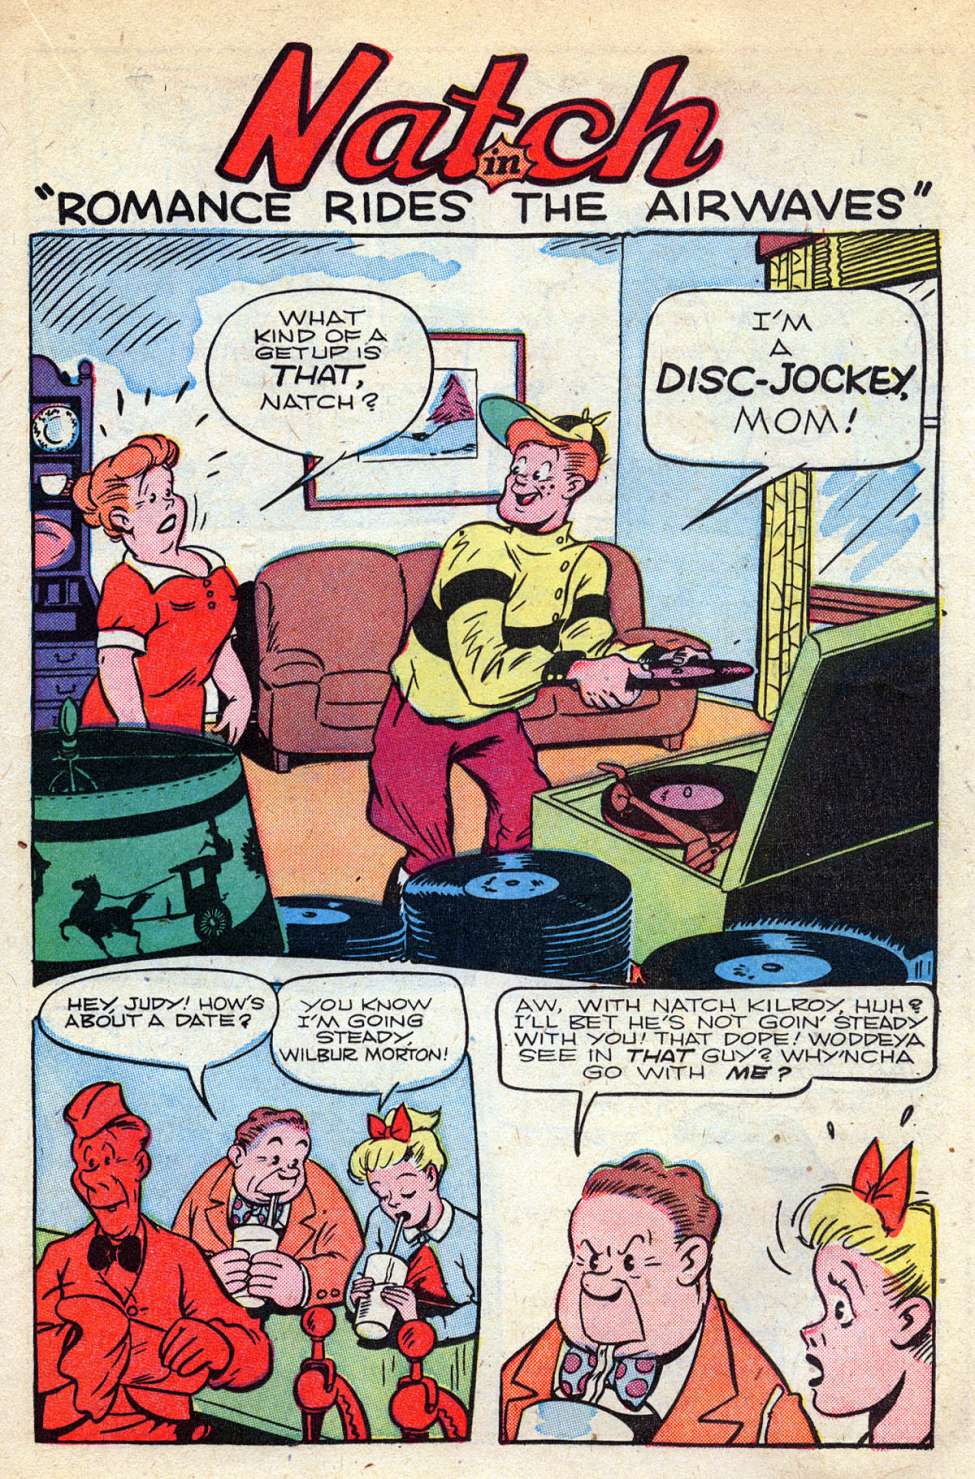 Natch
in
"ROMANCE RIDES THE AIRWAVES"
WHAT
KIND OF A
GETUP IS
THAT,
NATCH?
I'M
A
DISC-JOCKEY,
MOM!
HEY, JUDY! HOW'S
ABOUT A DATE?
YOU KNOW
I'M GOING
STEADY,
WILBUR MORTON!
AW, WITH NATCH KILROY, HUH?
I'LL BET HE'S NOT GOIN' STEADY
WITH YOU! THAT DOPE! WODDEYA
SEE IN THAT GUY? WHY'NCHA
GO WITH ME?